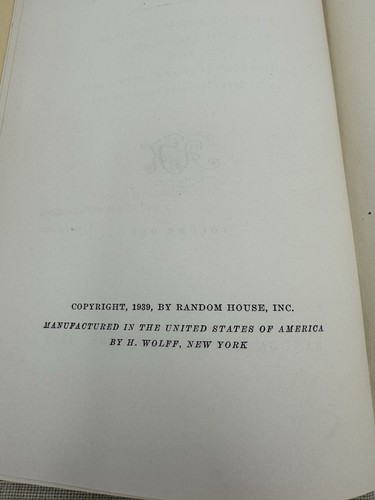 COPYRIGHT, 1939, BY RANDOM HOUSE, INC.
MANUFACTURED IN THE UNITED STATES OF AMERICA
BY H. WOLFF, NEW YORK